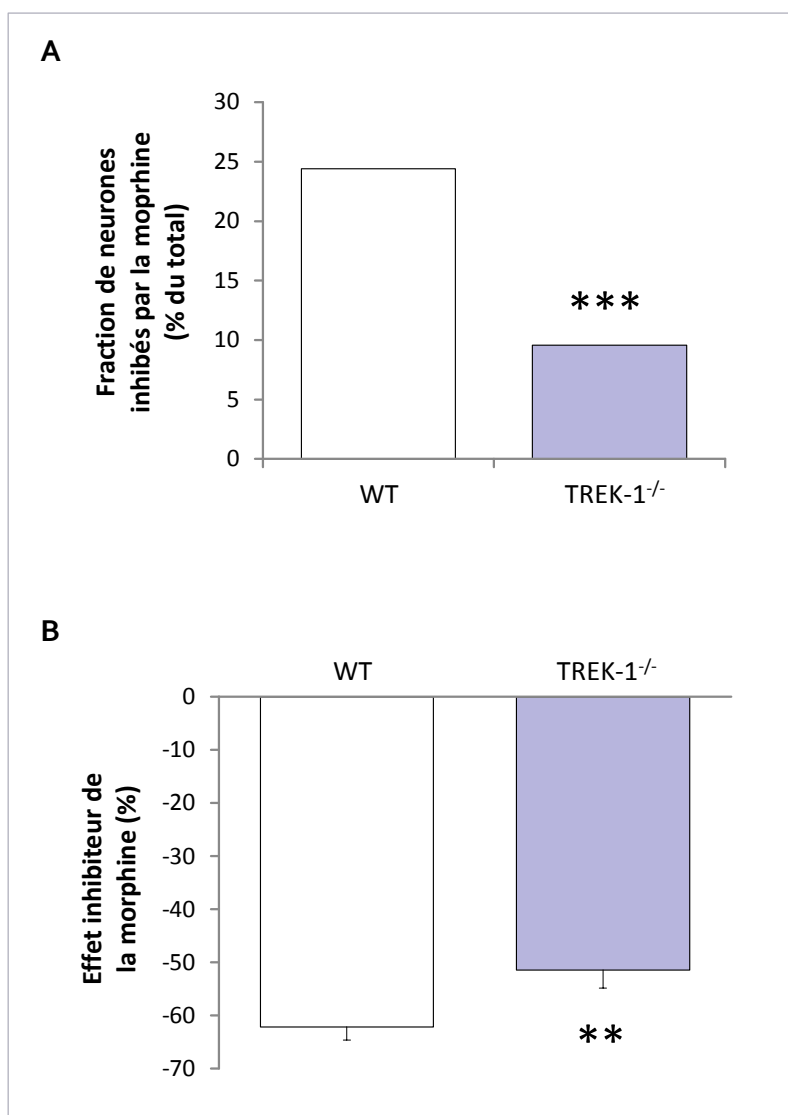 A
Fraction de neurones
inhibés par la moprhine
(% du total)
30
25
20
15
10
5
0
***
WT
TREK-1-/-
B
WT
TREK-1-/-
Effet inhibiteur de
la morphine (%)
0
-10
-20
-30
-40
-50
-60
-70
**